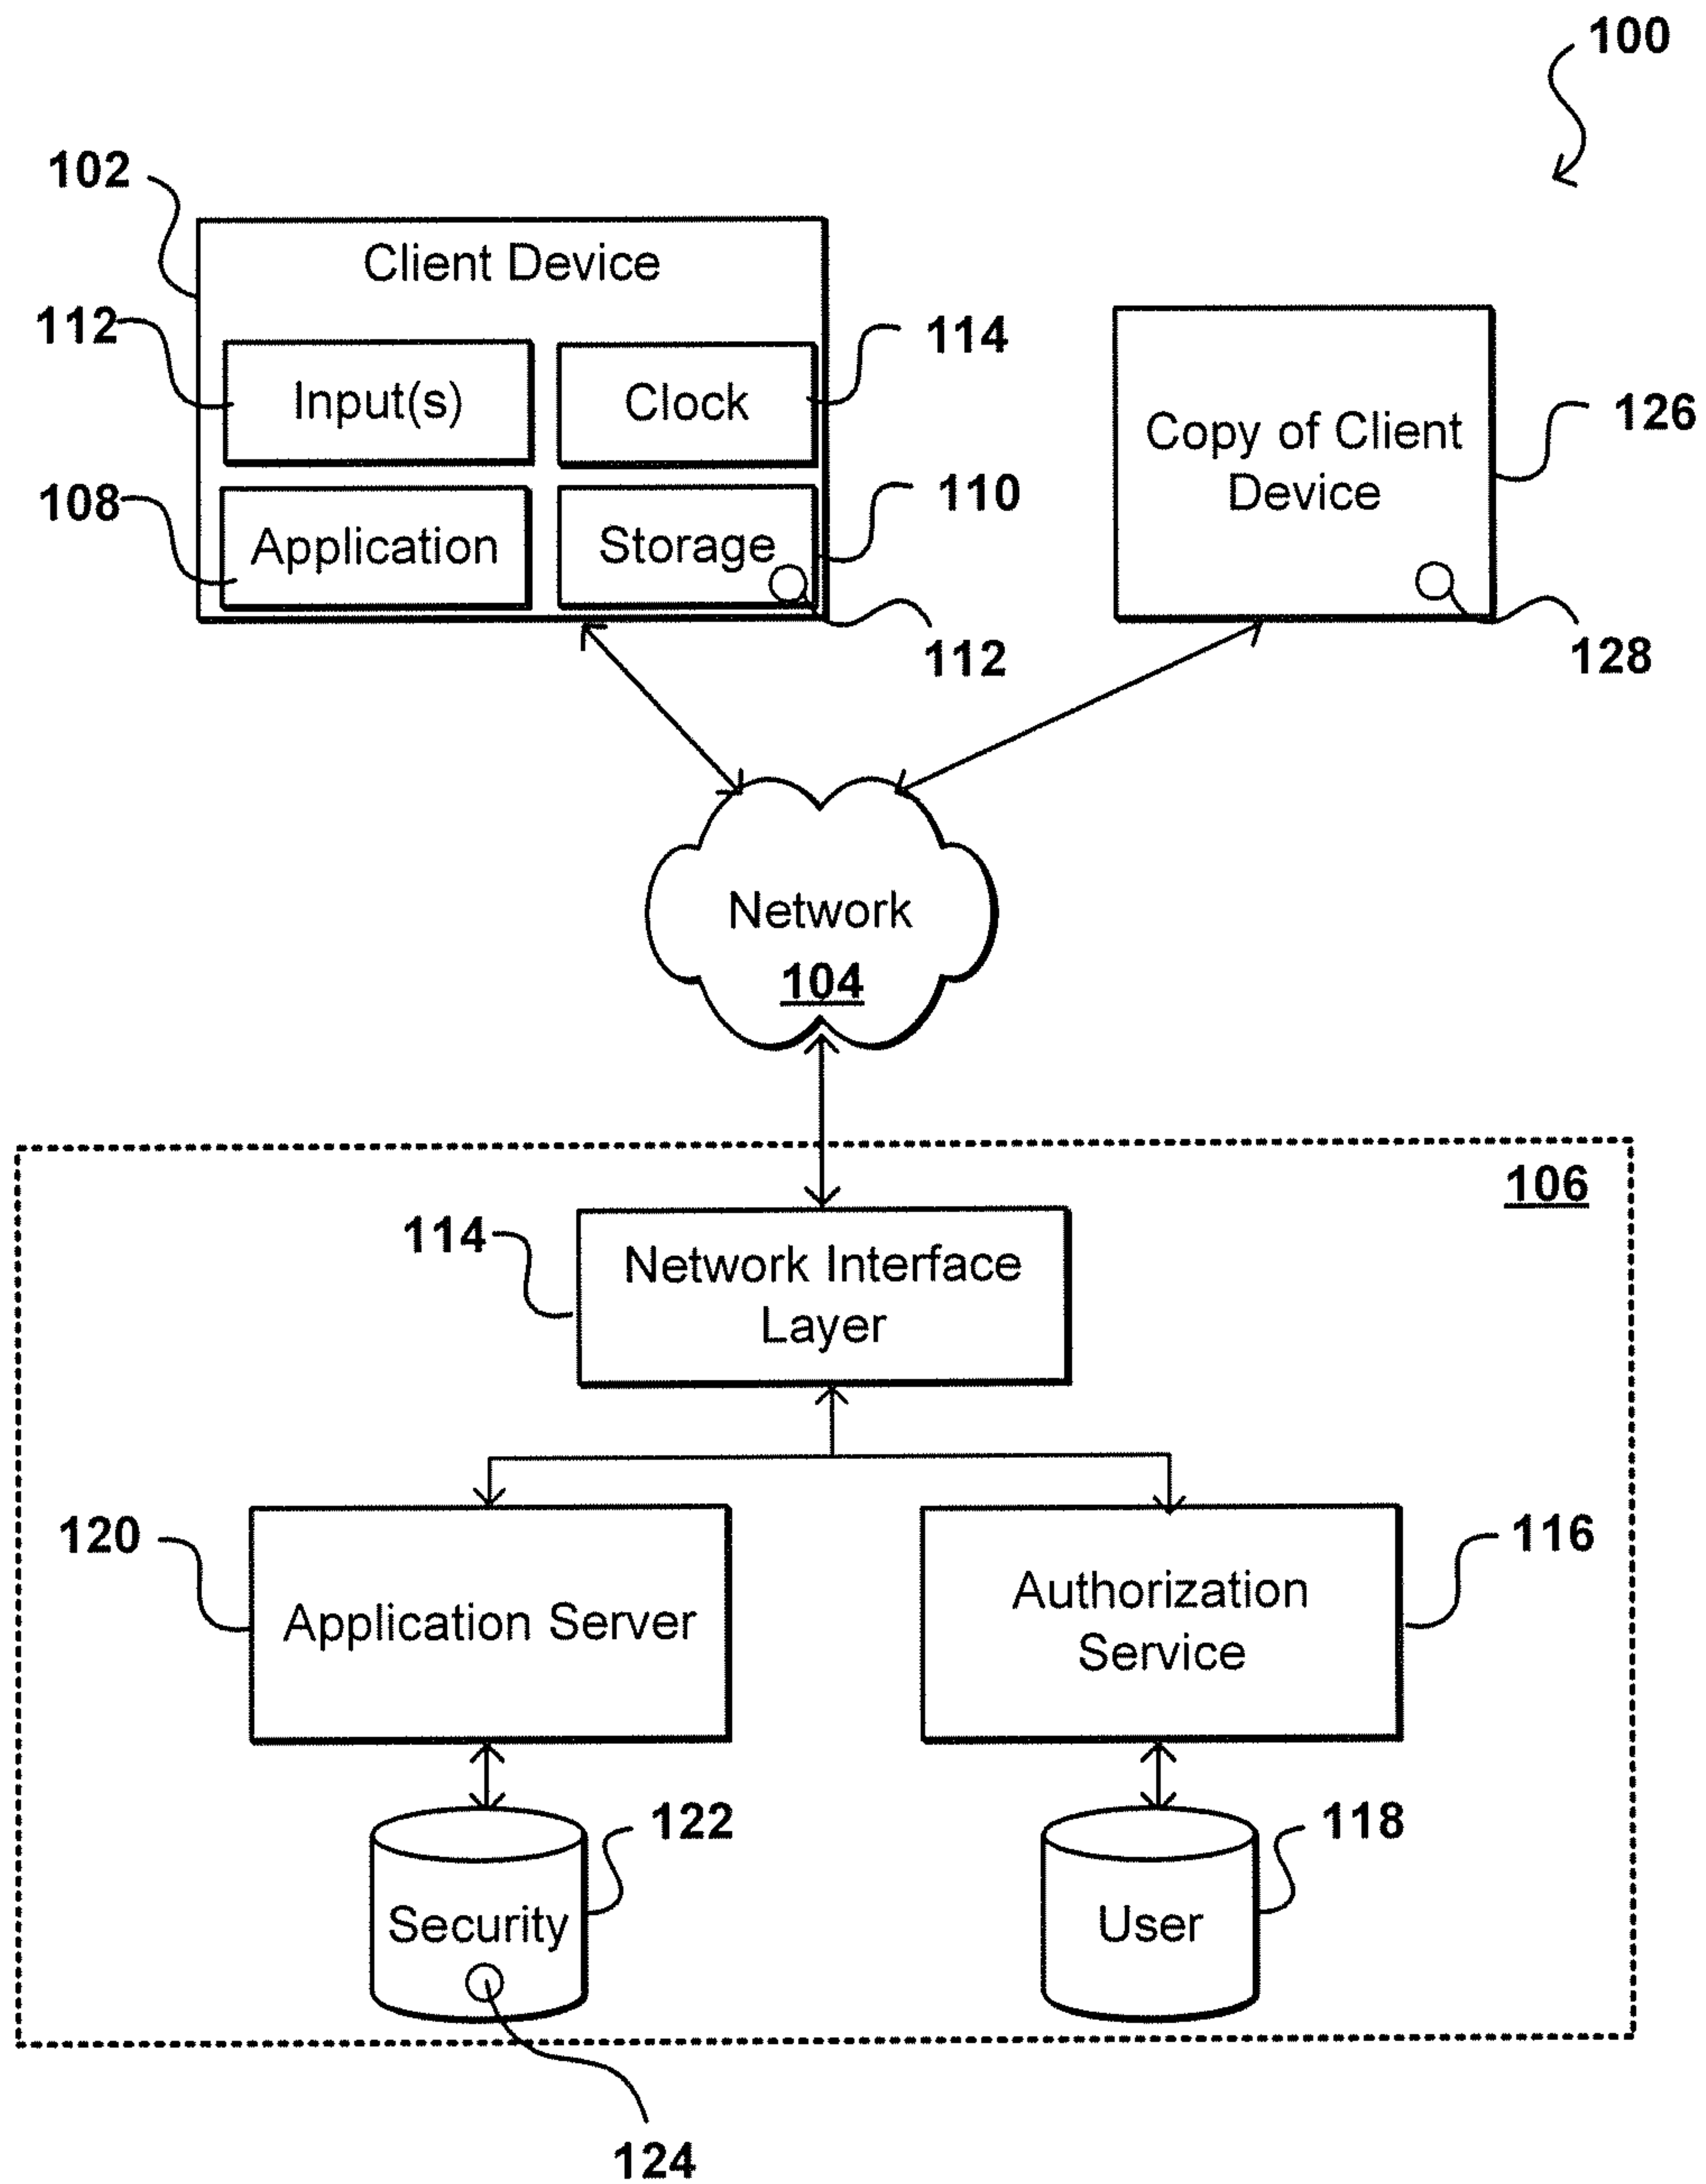 100
102
Client Device
112
Input(s)
Clock
114
108
Application
Storage
110
112
Copy of Client
Device
126
128
Network
104
106
114
Network Interface
Layer
120
Application Server
Authorization
Service
116
Security
122
User
118
124